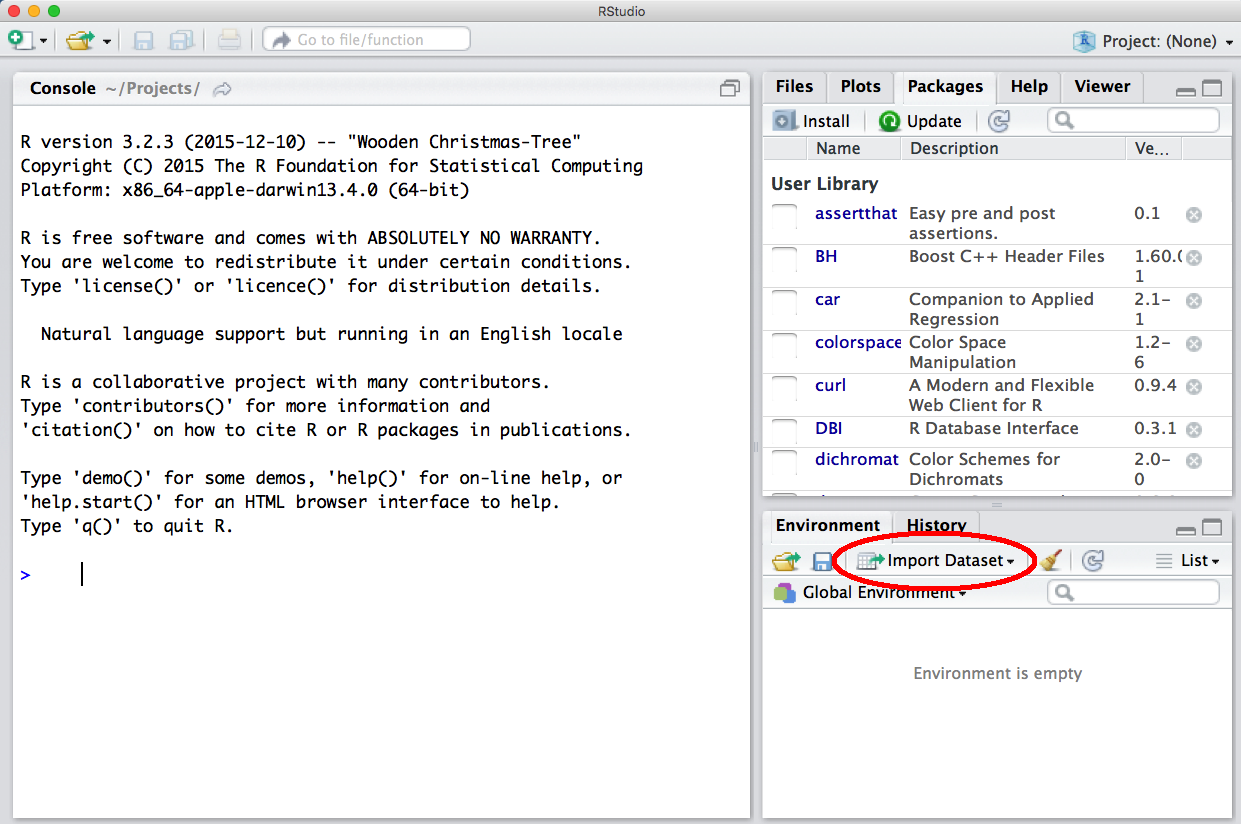 RStudio
Go to file/function
Project: (None)
Console ~/Projects/
R version 3.2.3 (2015-12-10) -- "Wooden Christmas-Tree"
Copyright (C) 2015 The R Foundation for Statistical Computing
Platform: x86_64-apple-darwin13.4.0 (64-bit)
R is free software and comes with ABSOLUTELY NO WARRANTY.
You are welcome to redistribute it under certain conditions.
Type 'license()' or 'licence()' for distribution details.
Natural language support but running in an English locale
R is a collaborative project with many contributors.
Type 'contributors()' for more information and
'citation()' on how to cite R or R packages in publications.
Type 'demo()' for some demos, 'help()' for on-line help, or
'help.start()' for an HTML browser interface to help.
Type 'q()' to quit R.
>
Files Plots Packages Help Viewer
Install Update
Name Description Ve...
User Library
assertthat Easy pre and post 0.1
assertions.
BH Boost C++ Header Files 1.60.0
1
car Companion to Applied 2.1-
Regression 1
colorspace Color Space 1.2-
Manipulation 6
curl A Modern and Flexible 0.9.4
Web Client for R
DBI R Database Interface 0.3.1
dichromat Color Schemes for 2.0-
Dichromats 0
Environment History
Import Dataset List
Global Environment
Environment is empty